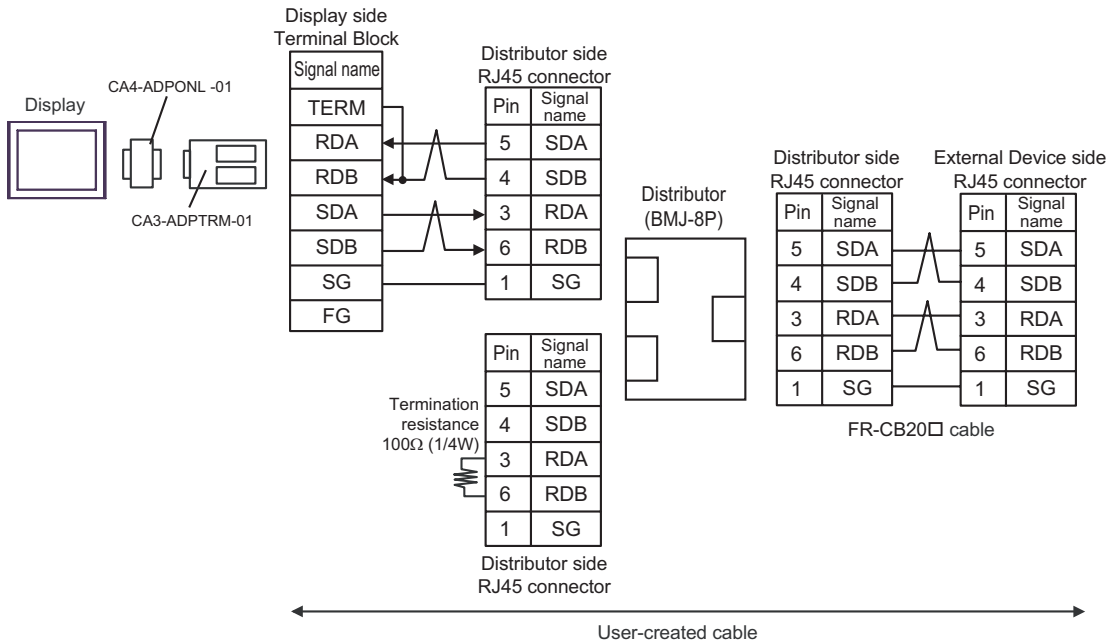 Display side
Terminal Block
Signal name
TERM
RDA
RDB
SDA
SDB
SG
FG
Display
CA4-ADPONL -01
CA3-ADPTRM-01
Distributor side
RJ45 connector
Pin Signal name
5 SDA
4 SDB
3 RDA
6 RDB
1 SG
Pin Signal name
5 SDA
4 SDB
3 RDA
6 RDB
1 SG
Termination
resistance
100Ω (1/4W)
Distributor side
RJ45 connector
Distributor
(BMJ-8P)
Distributor side
RJ45 connector
Pin Signal name
5 SDA
4 SDB
3 RDA
6 RDB
1 SG
External Device side
RJ45 connector
Pin Signal name
5 SDA
4 SDB
3 RDA
6 RDB
1 SG
FR-CB20□ cable
User-created cable